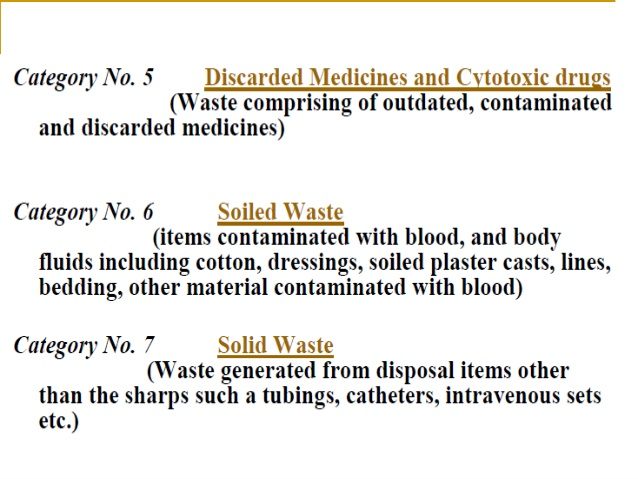 Category No. 5 Discarded Medicines and Cytotoxic drugs
(Waste comprising of outdated, contaminated
and discarded medicines)
Category No. 6 Soiled Waste
(items contaminated with blood, and body
fluids including cotton, dressings, soiled plaster casts, lines,
bedding, other material contaminated with blood)
Category No. 7 Solid Waste
(Waste generated from disposal items other
than the sharps such a tubings, catheters, intravenous sets
etc.)